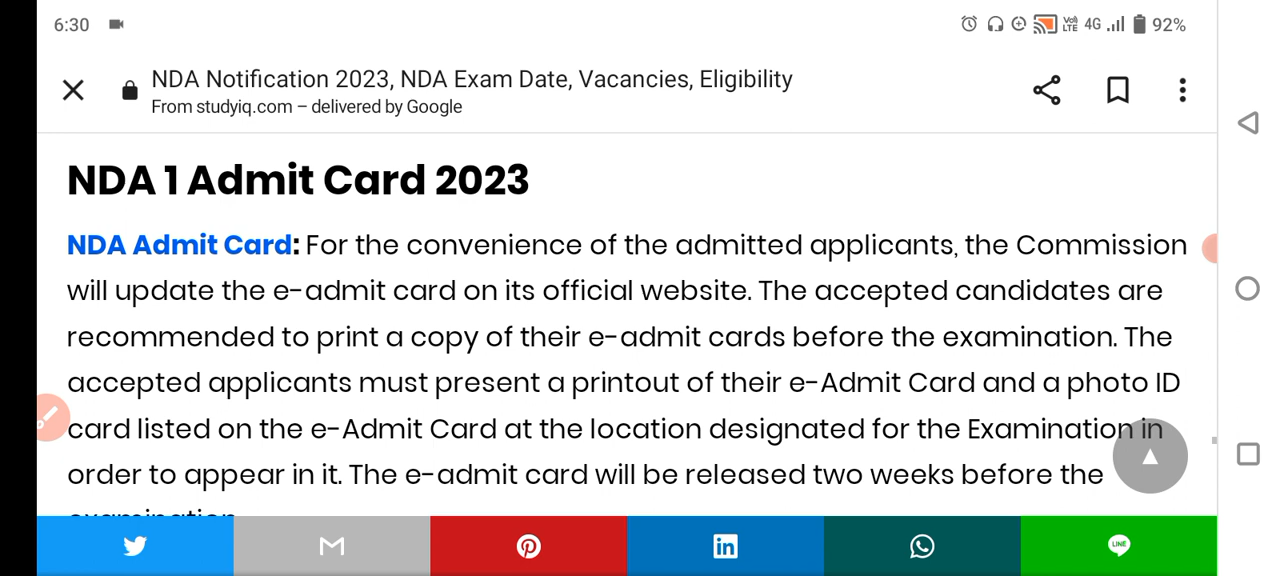 6:30
Vo) LTE 4G 92%
NDA Notification 2023, NDA Exam Date, Vacancies, Eligibility
From studyiq.com – delivered by Google
NDA 1 Admit Card 2023
NDA Admit Card: For the convenience of the admitted applicants, the Commission
will update the e-admit card on its official website. The accepted candidates are
recommended to print a copy of their e-admit cards before the examination. The
accepted applicants must present a printout of their e-Admit Card and a photo ID
card listed on the e-Admit Card at the location designated for the Examination in
order to appear in it. The e-admit card will be released two weeks before the
examination.
LINE